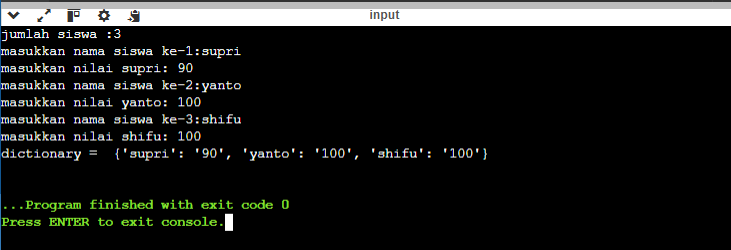 input
jumlah siswa :3
masukkan nama siswa ke-1:supri
masukkan nilai supri: 90
masukkan nama siswa ke-2:yanto
masukkan nilai yanto: 100
masukkan nama siswa ke-3:shifu
masukkan nilai shifu: 100
dictionary =  {'supri': '90', 'yanto': '100', 'shifu': '100'}
...Program finished with exit code 0
Press ENTER to exit console.